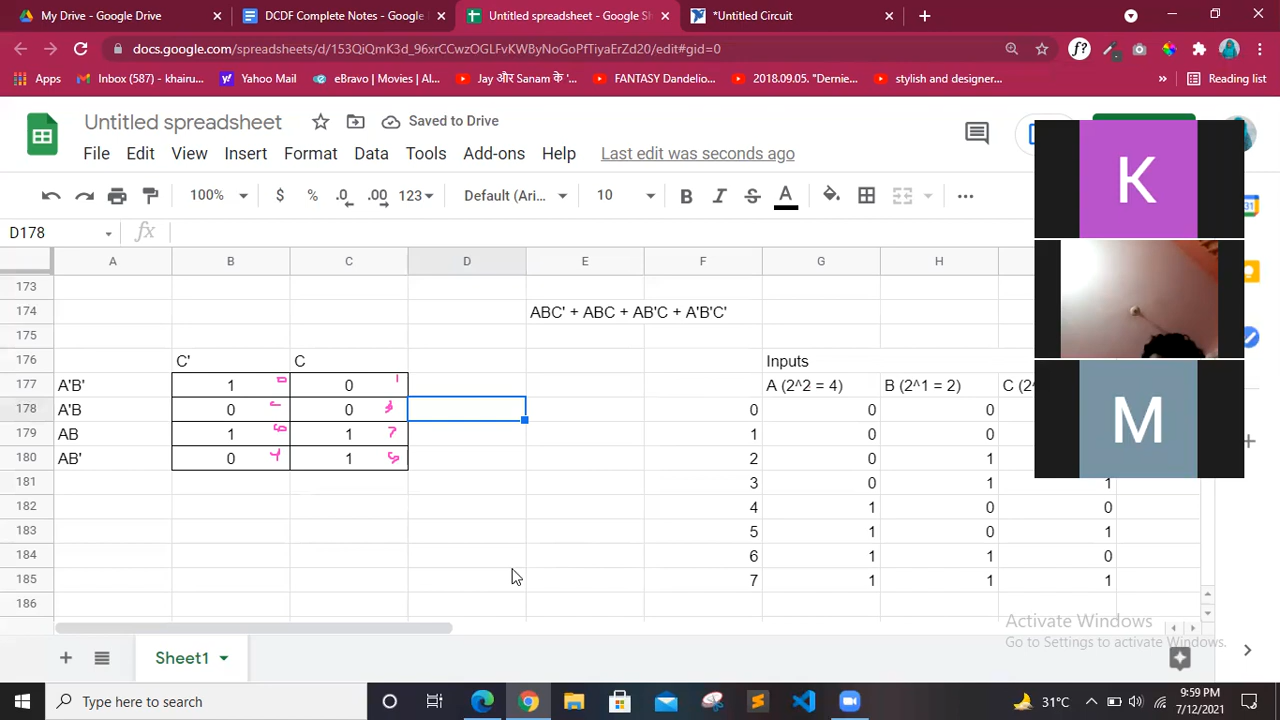 My Drive - Google Drive
DCDF Complete Notes - Google
Untitled spreadsheet - Google Sh
*Untitled Circuit
docs.google.com/spreadsheets/d/153QiQmK3d_96xrCCwzOGLFvKWByNoGoPfTiyaErZd20/edit#gid=0
Apps
Inbox (587) - khairu...
Yahoo Mail
eBravo | Movies | Al...
Jay और Sanam के '...
FANTASY Dandelio...
2018.09.05. "Dernie...
stylish and designer...
Reading list
Untitled spreadsheet
Saved to Drive
File Edit View Insert Format Data Tools Add-ons Help Last edit was seconds ago
100% $ % .0 .00 123 Default (Ari... 10 B I S A
D178 fx
A B C D E F G H
173
174 ABC' + ABC + AB'C + A'B'C'
175
176 C' C Inputs
177 A'B' 1 0 0 1 A (2^2 = 4) B (2^1 = 2) C (2^
178 A'B 0 0 0 0 0
179 AB 1 1 7 1 0 0
180 AB' 0 1 2 0 1
181 3 0 1 1
182 4 1 0 0
183 5 1 0 1
184 6 1 1 0
185 7 1 1 1
186
K
M
Activate Windows
Go to Settings to activate Windows.
Sheet1
Type here to search
31°C
9:59 PM
7/12/2021